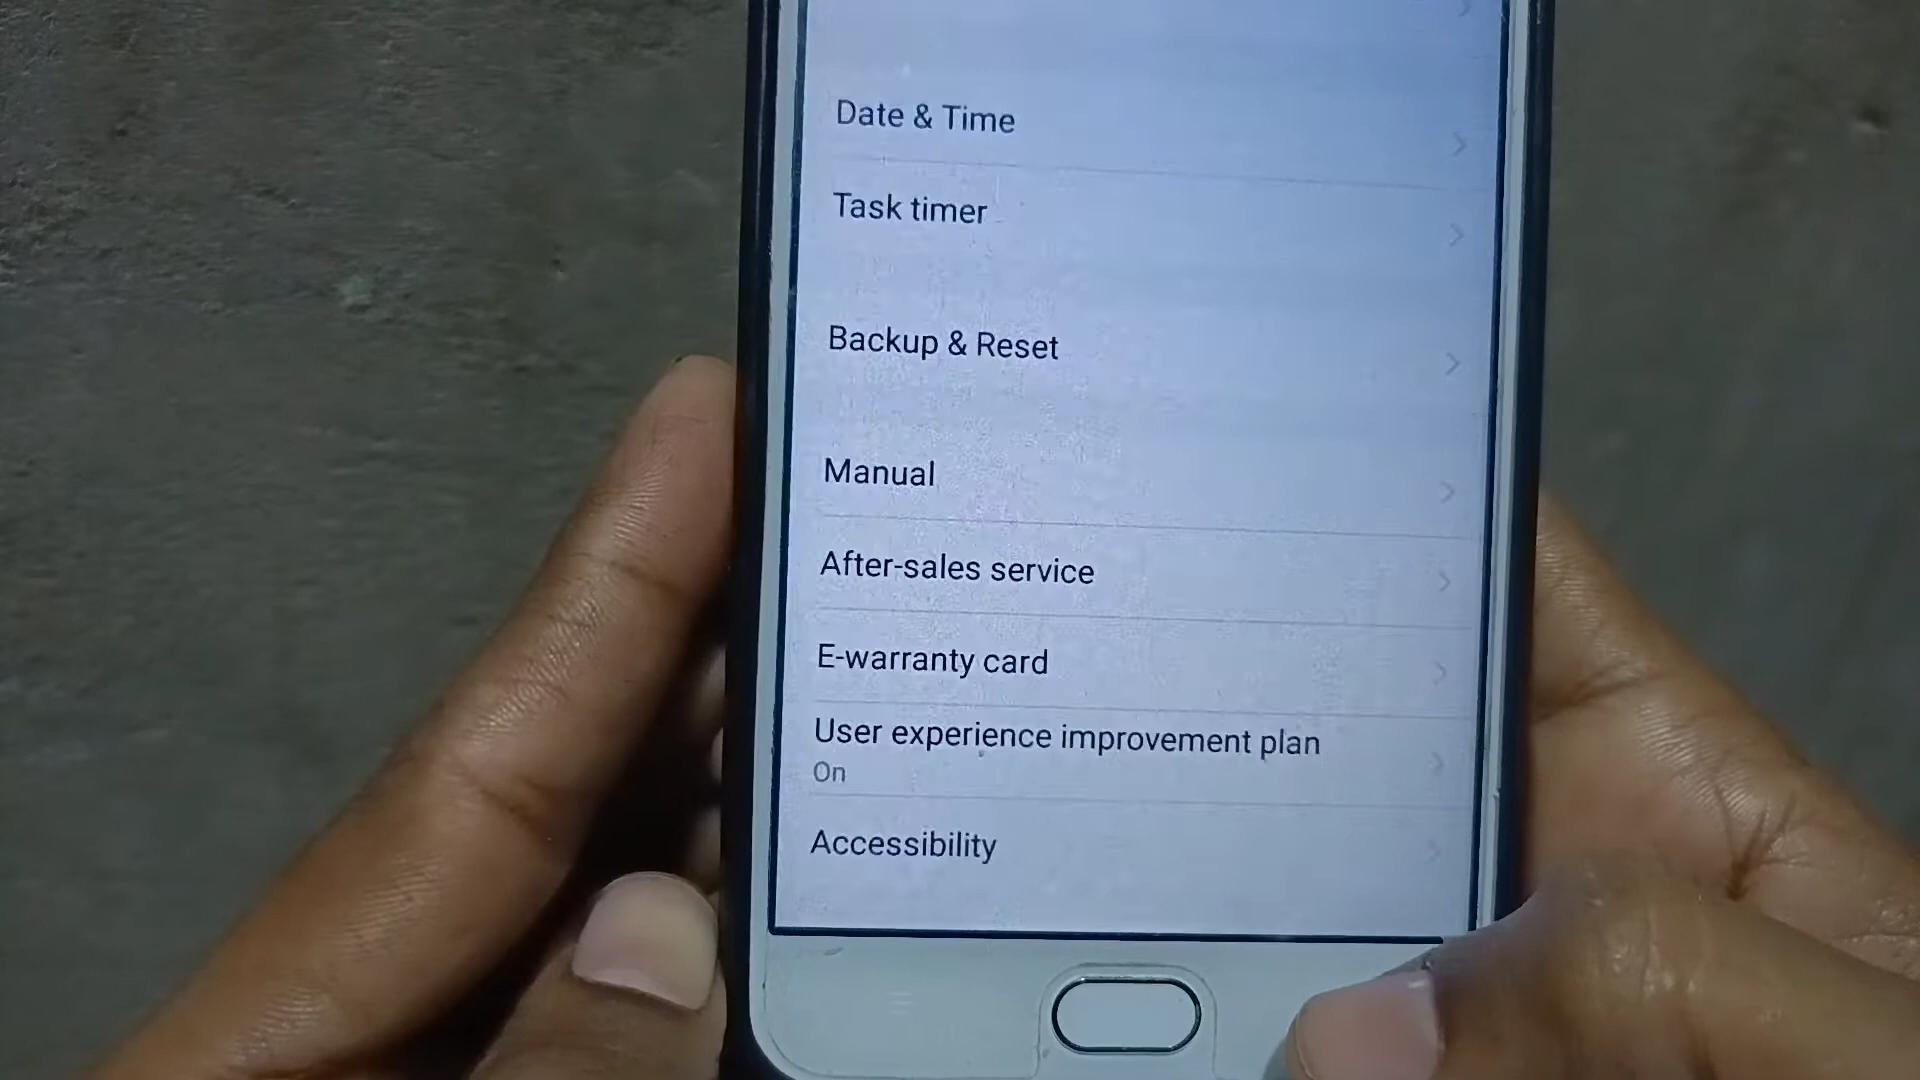 Date & Time
Task timer
Backup & Reset
Manual
After-sales service
E-warranty card
User experience improvement plan
On
Accessibility